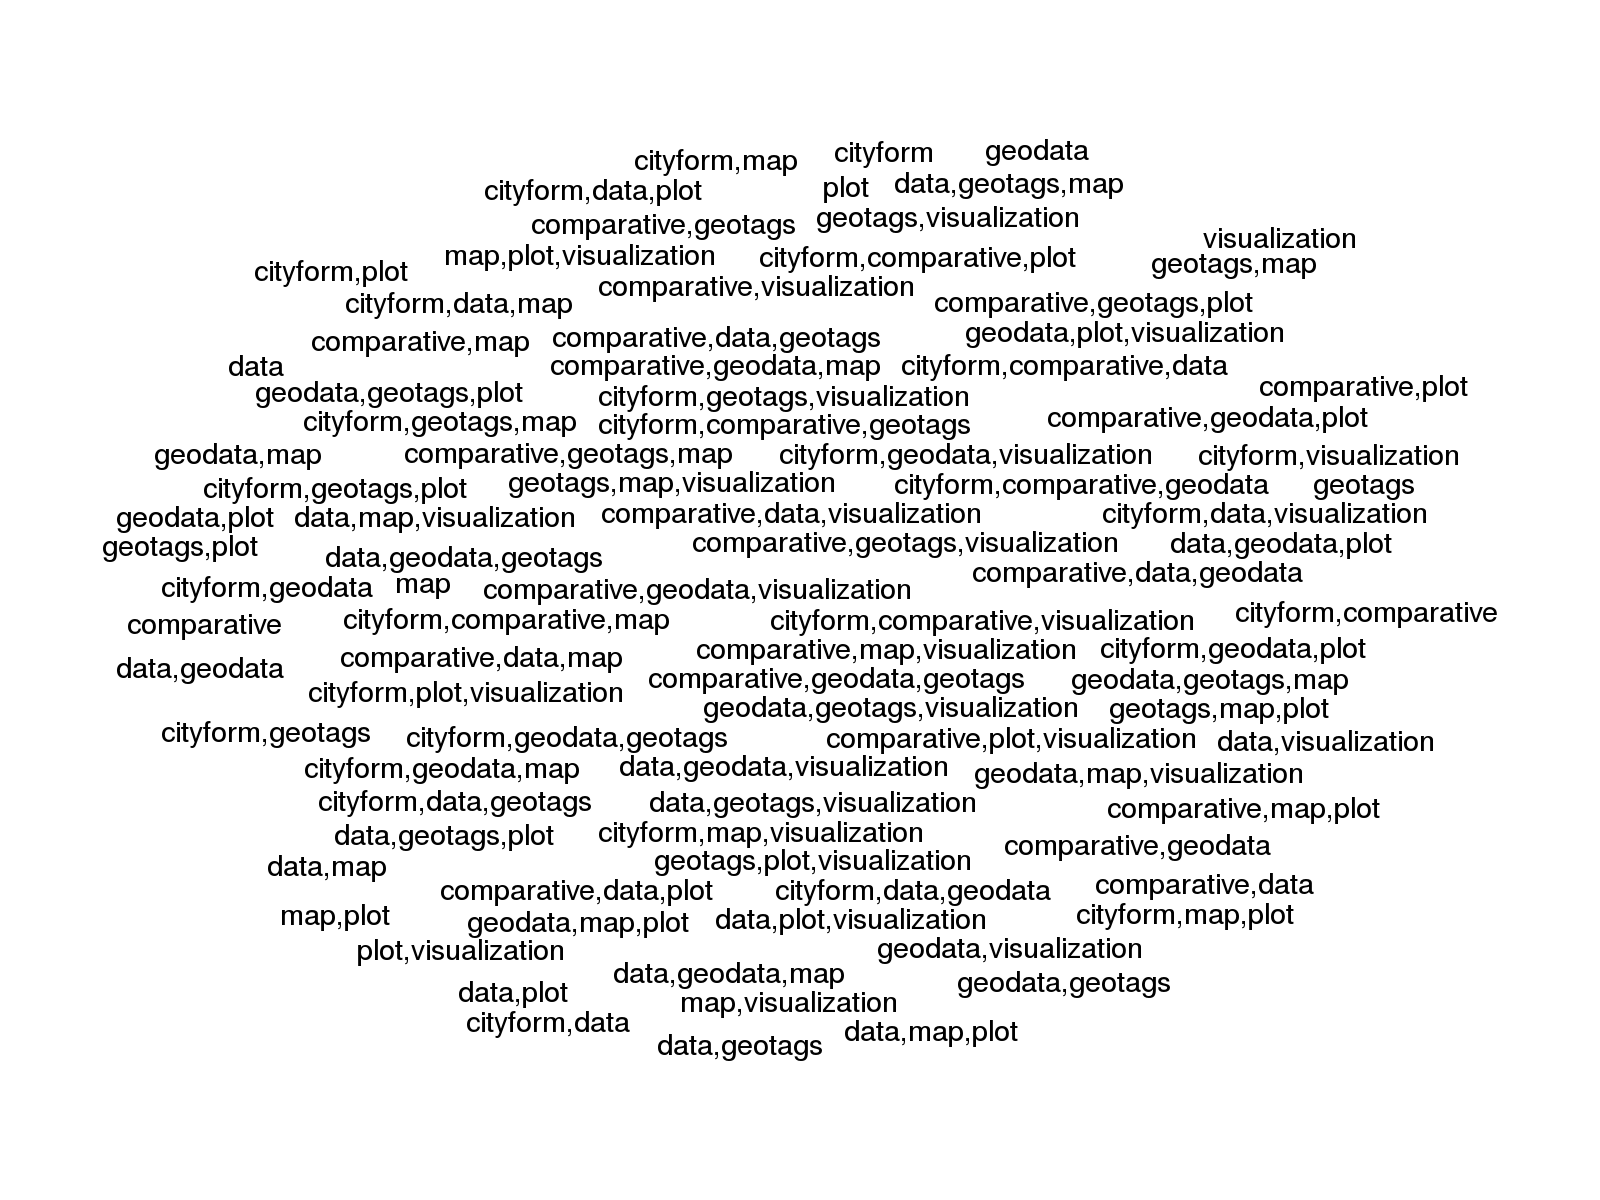 cityform,map cityform geodata
cityform,data,plot plot data,geotags,map
comparative,geotags geotags,visualization
visualization
map,plot,visualization cityform,comparative,plot
cityform,plot geotags,map
comparative,visualization
cityform,data,map comparative,geotags,plot
comparative,map comparative,data,geotags geodata,plot,visualization
data comparative,geodata,map cityform,comparative,data
geodata,geotags,plot cityform,geotags,visualization comparative,plot
cityform,geotags,map cityform,comparative,geotags comparative,geodata,plot
geodata,map comparative,geotags,map cityform,geodata,visualization cityform,visualization
cityform,geotags,plot geotags,map,visualization cityform,comparative,geodata geotags
geodata,plot data,map,visualization comparative,data,visualization cityform,data,visualization
geotags,plot comparative,geotags,visualization data,geodata,plot
data,geodata,geotags comparative,data,geodata
cityform,geodata map comparative,geodata,visualization
comparative cityform,comparative,map cityform,comparative,visualization cityform,comparative
comparative,data,map comparative,map,visualization cityform,geodata,plot
data,geodata comparative,geodata,geotags geodata,geotags,map
cityform,plot,visualization geodata,geotags,visualization geotags,map,plot
cityform,geotags cityform,geodata,geotags comparative,plot,visualization data,visualization
cityform,geodata,map data,geodata,visualization geodata,map,visualization
cityform,data,geotags data,geotags,visualization comparative,map,plot
data,geotags,plot cityform,map,visualization comparative,geodata
data,map geotags,plot,visualization
comparative,data,plot cityform,data,geodata comparative,data
map,plot geodata,map,plot data,plot,visualization cityform,map,plot
plot,visualization geodata,visualization
data,geodata,map geodata,geotags
data,plot map,visualization
cityform,data data,map,plot
data,geotags